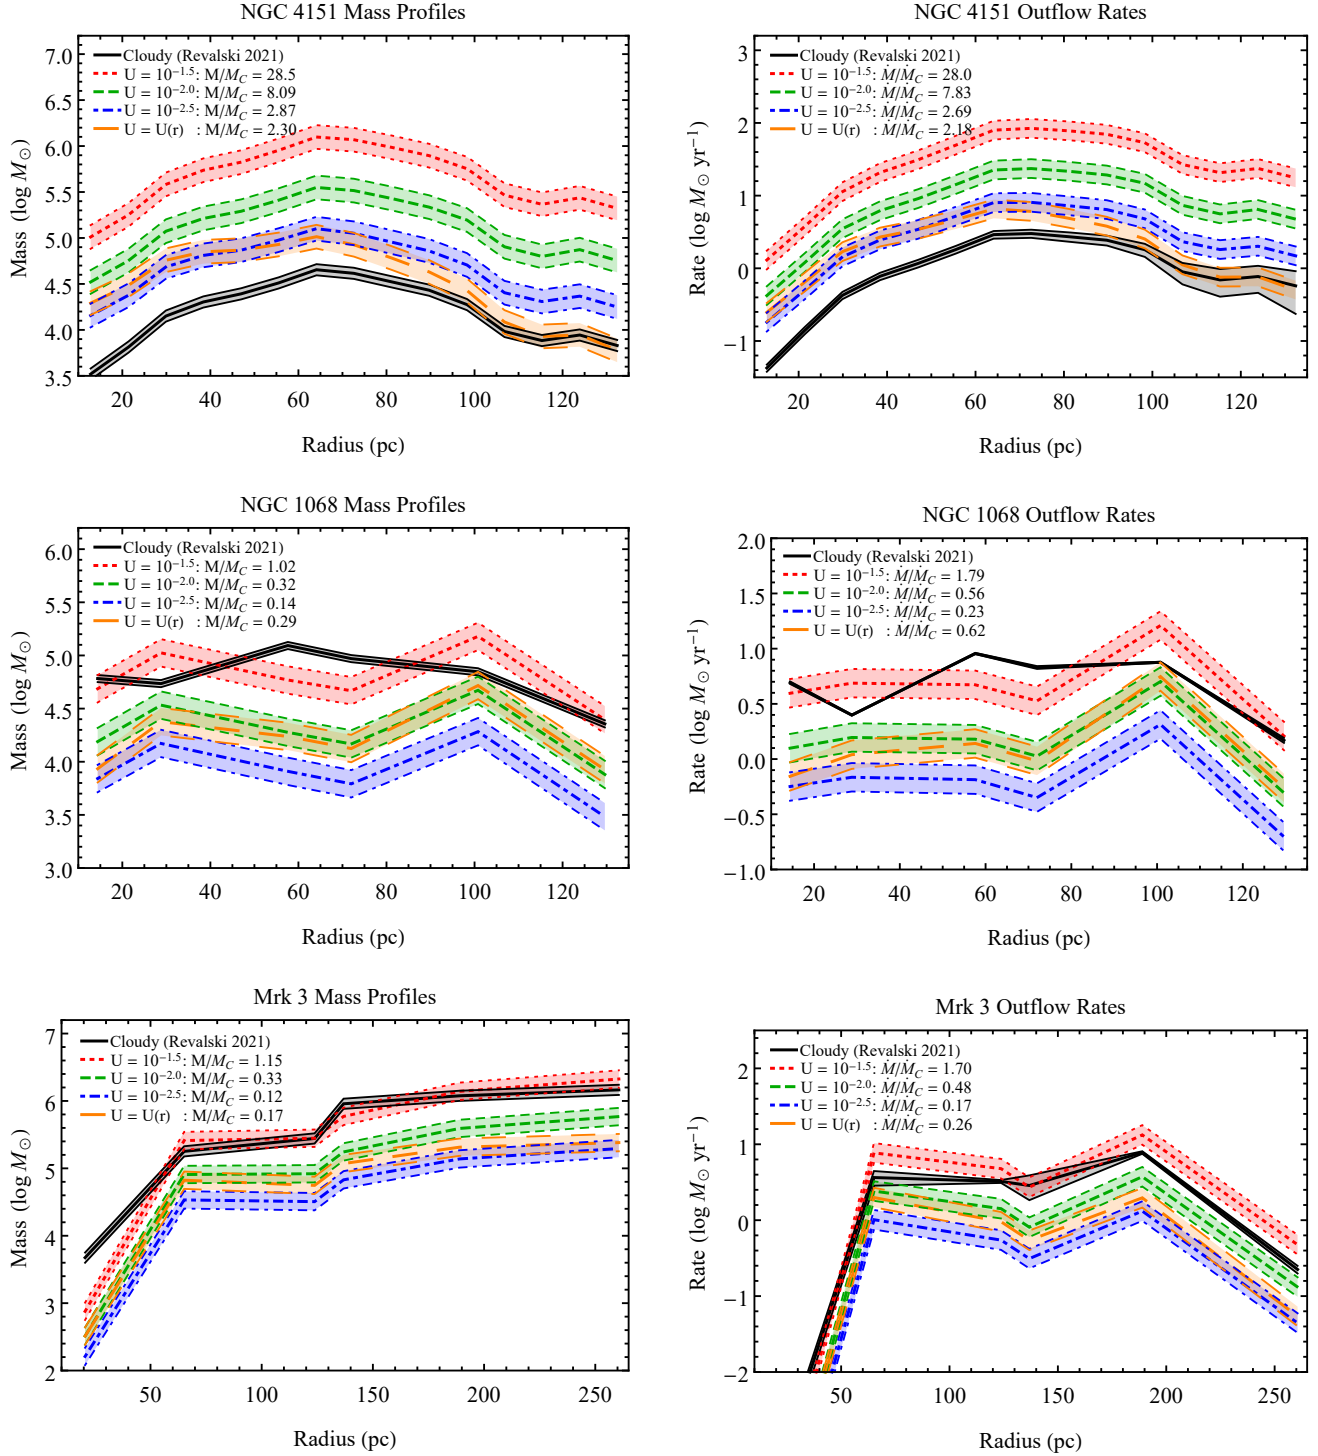 NGC 4151 Mass Profiles
Mass (log M⊙)
7.0
6.5
6.0
5.5
5.0
4.5
4.0
3.5
Cloudy (Revalski 2021)
U = 10^−1.5: M/M_C = 28.5
U = 10^−2.0: M/M_C = 8.09
U = 10^−2.5: M/M_C = 2.87
U = U(r) : M/M_C = 2.30
20 40 60 80 100 120
Radius (pc)
NGC 4151 Outflow Rates
Rate (log M⊙ yr^−1)
3
2
1
0
−1
Cloudy (Revalski 2021)
U = 10^−1.5: Ṁ/Ṁ_C = 28.0
U = 10^−2.0: Ṁ/Ṁ_C = 7.83
U = 10^−2.5: Ṁ/Ṁ_C = 2.69
U = U(r) : Ṁ/Ṁ_C = 2.18
20 40 60 80 100 120
Radius (pc)
NGC 1068 Mass Profiles
Mass (log M⊙)
6.0
5.5
5.0
4.5
4.0
3.5
3.0
Cloudy (Revalski 2021)
U = 10^−1.5: M/M_C = 1.02
U = 10^−2.0: M/M_C = 0.32
U = 10^−2.5: M/M_C = 0.14
U = U(r) : M/M_C = 0.29
20 40 60 80 100 120
Radius (pc)
NGC 1068 Outflow Rates
Rate (log M⊙ yr^−1)
2.0
1.5
1.0
0.5
0.0
−0.5
−1.0
Cloudy (Revalski 2021)
U = 10^−1.5: Ṁ/Ṁ_C = 1.79
U = 10^−2.0: Ṁ/Ṁ_C = 0.56
U = 10^−2.5: Ṁ/Ṁ_C = 0.23
U = U(r) : Ṁ/Ṁ_C = 0.62
20 40 60 80 100 120
Radius (pc)
Mrk 3 Mass Profiles
Mass (log M⊙)
7
6
5
4
3
2
Cloudy (Revalski 2021)
U = 10^−1.5: M/M_C = 1.15
U = 10^−2.0: M/M_C = 0.33
U = 10^−2.5: M/M_C = 0.12
U = U(r) : M/M_C = 0.17
50 100 150 200 250
Radius (pc)
Mrk 3 Outflow Rates
Rate (log M⊙ yr^−1)
2
1
0
−1
−2
Cloudy (Revalski 2021)
U = 10^−1.5: Ṁ/Ṁ_C = 1.70
U = 10^−2.0: Ṁ/Ṁ_C = 0.48
U = 10^−2.5: Ṁ/Ṁ_C = 0.17
U = U(r) : Ṁ/Ṁ_C = 0.26
50 100 150 200 250
Radius (pc)